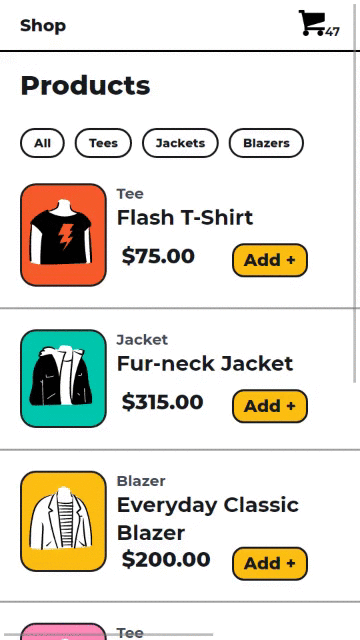 Shop
47
Products
All Tees Jackets Blazers
Tee
Flash T-Shirt
$75.00 Add +
Jacket
Fur-neck Jacket
$315.00 Add +
Blazer
Everyday Classic
Blazer
$200.00 Add +
Tee